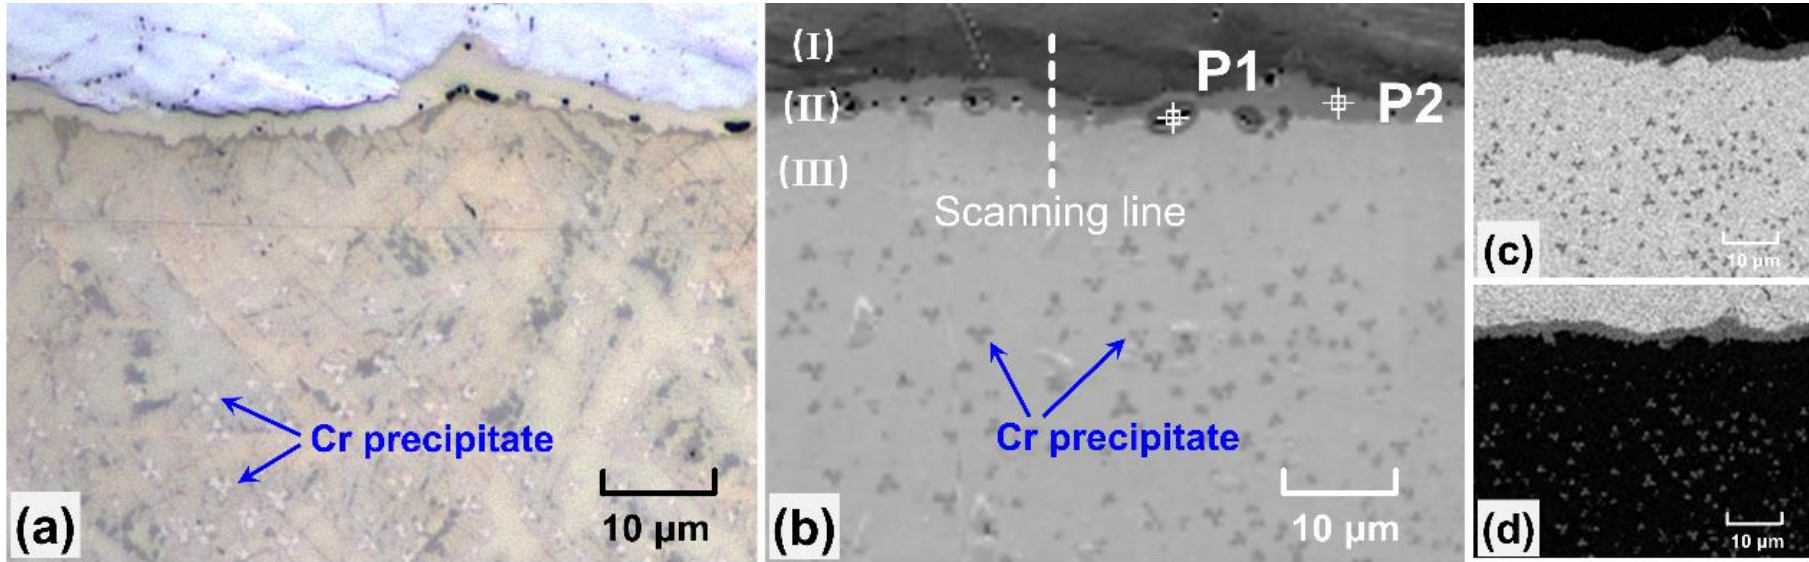 (I)
P1
(II)
P2
(III)
Scanning line
Cr precipitate
Cr precipitate
(a)
10 μm
(b)
10 μm
(c)
10 μm
(d)
10 μm